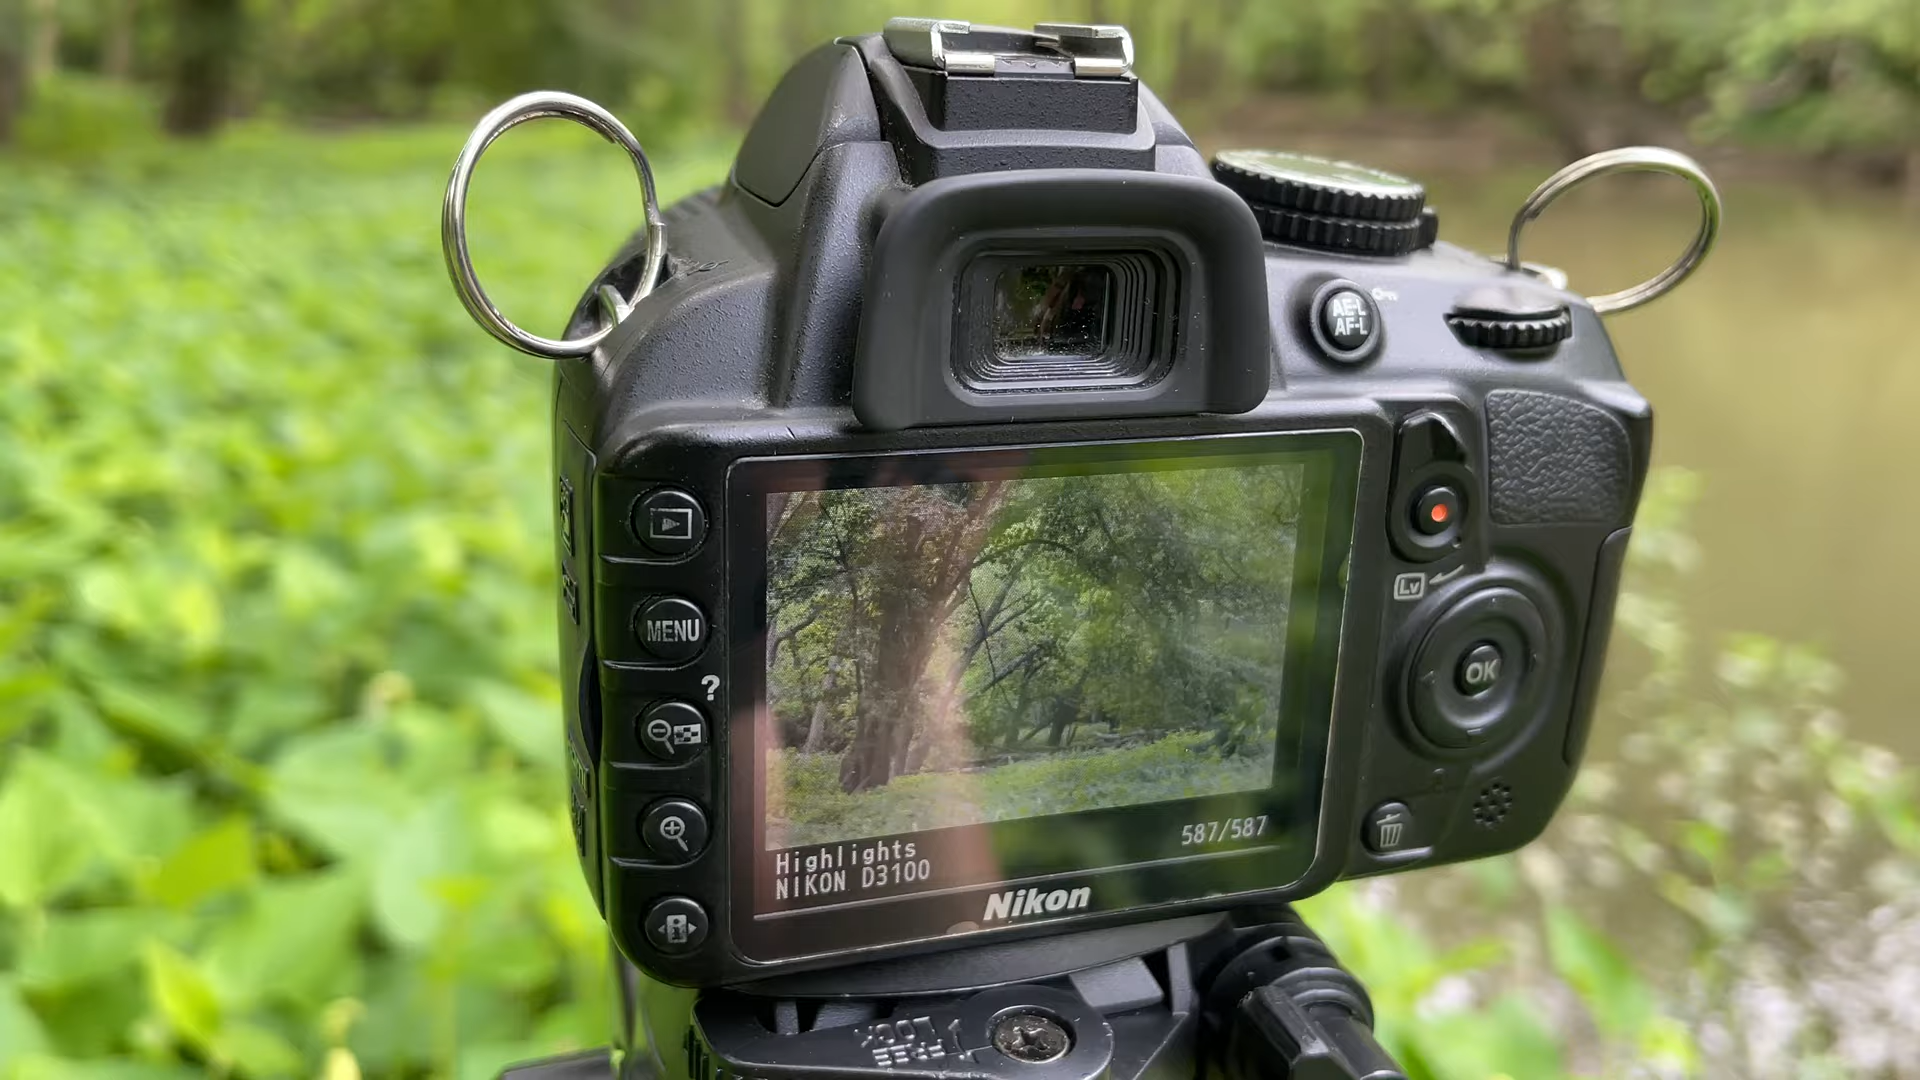 AE-L
AF-L
MENU
?
Lv
OK
587/587
Highlights
NIKON D3100
Nikon
LOCK
FREE